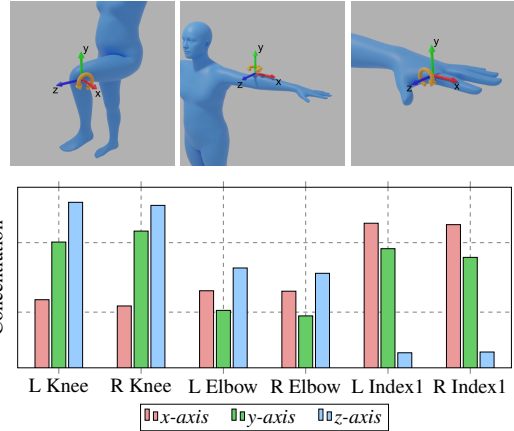 y
z
x
y
z
x
y
z
x
Concentration
L Knee R Knee L Elbow R Elbow L Index1 R Index1
x-axis y-axis z-axis